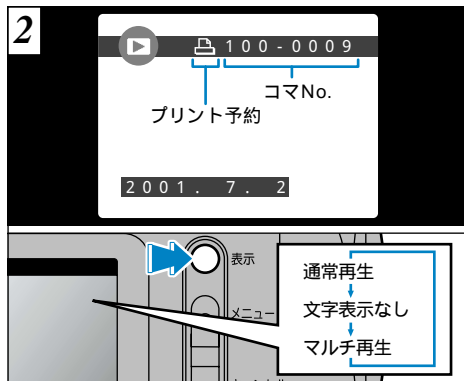 2
100-0009
コマNo.
プリント予約
2001. 7. 2
表示
メニュー
通常再生
文字表示なし
マルチ再生